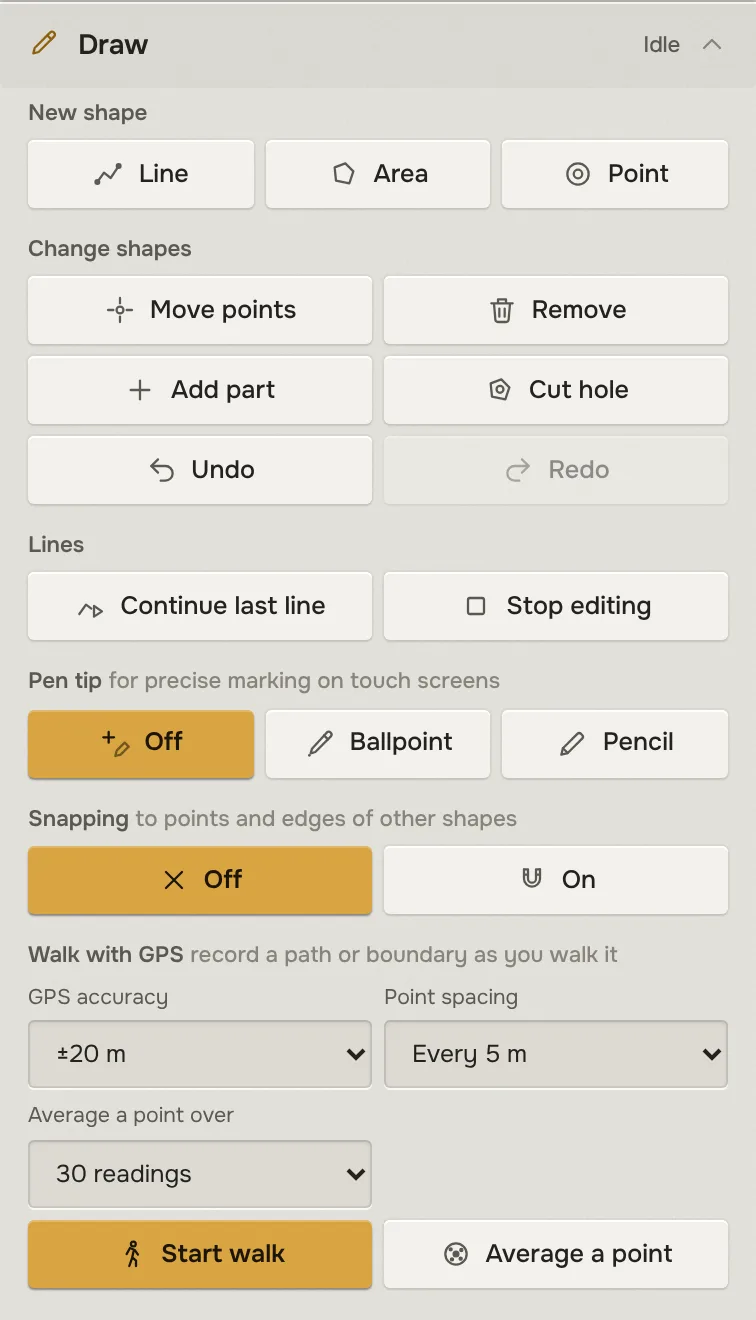 Draw
Idle
New shape
Line
Area
Point
Change shapes
Move points
Remove
Add part
Cut hole
Undo
Redo
Lines
Continue last line
Stop editing
Pen tip for precise marking on touch screens
Off
Ballpoint
Pencil
Snapping to points and edges of other shapes
Off
On
Walk with GPS record a path or boundary as you walk it
GPS accuracy
Point spacing
±20 m
Every 5 m
Average a point over
30 readings
Start walk
Average a point